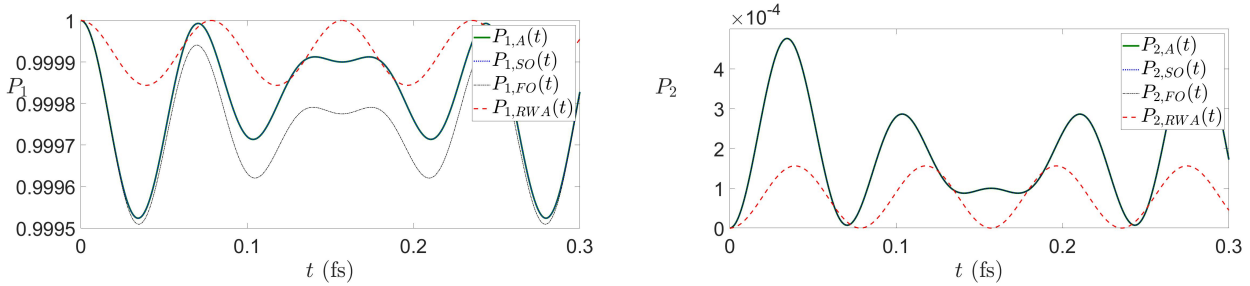 1
0.9999
0.9998
0.9997
0.9996
0.9995
P_1
0
0.1
0.2
0.3
t (fs)
P_{1,A}(t)
P_{1,SO}(t)
P_{1,FO}(t)
P_{1,RWA}(t)
×10^{-4}
4
3
2
1
0
P_2
0
0.1
0.2
0.3
t (fs)
P_{2,A}(t)
P_{2,SO}(t)
P_{2,FO}(t)
P_{2,RWA}(t)